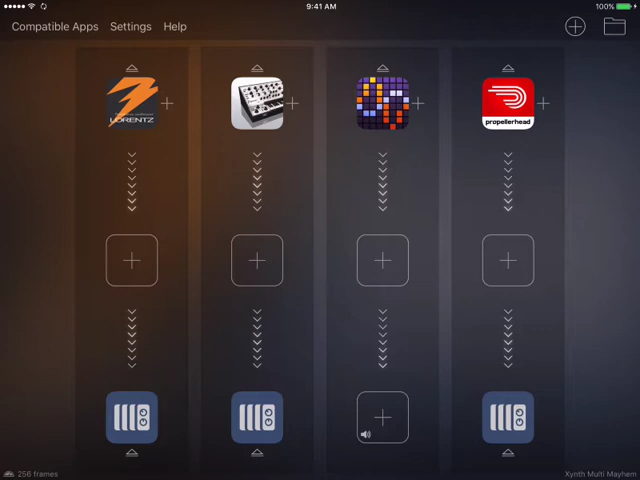 9:41 AM
100%
Compatible Apps Settings Help
LORENTZ
propellerhead
256 frames
Xynth Multi Mayhem